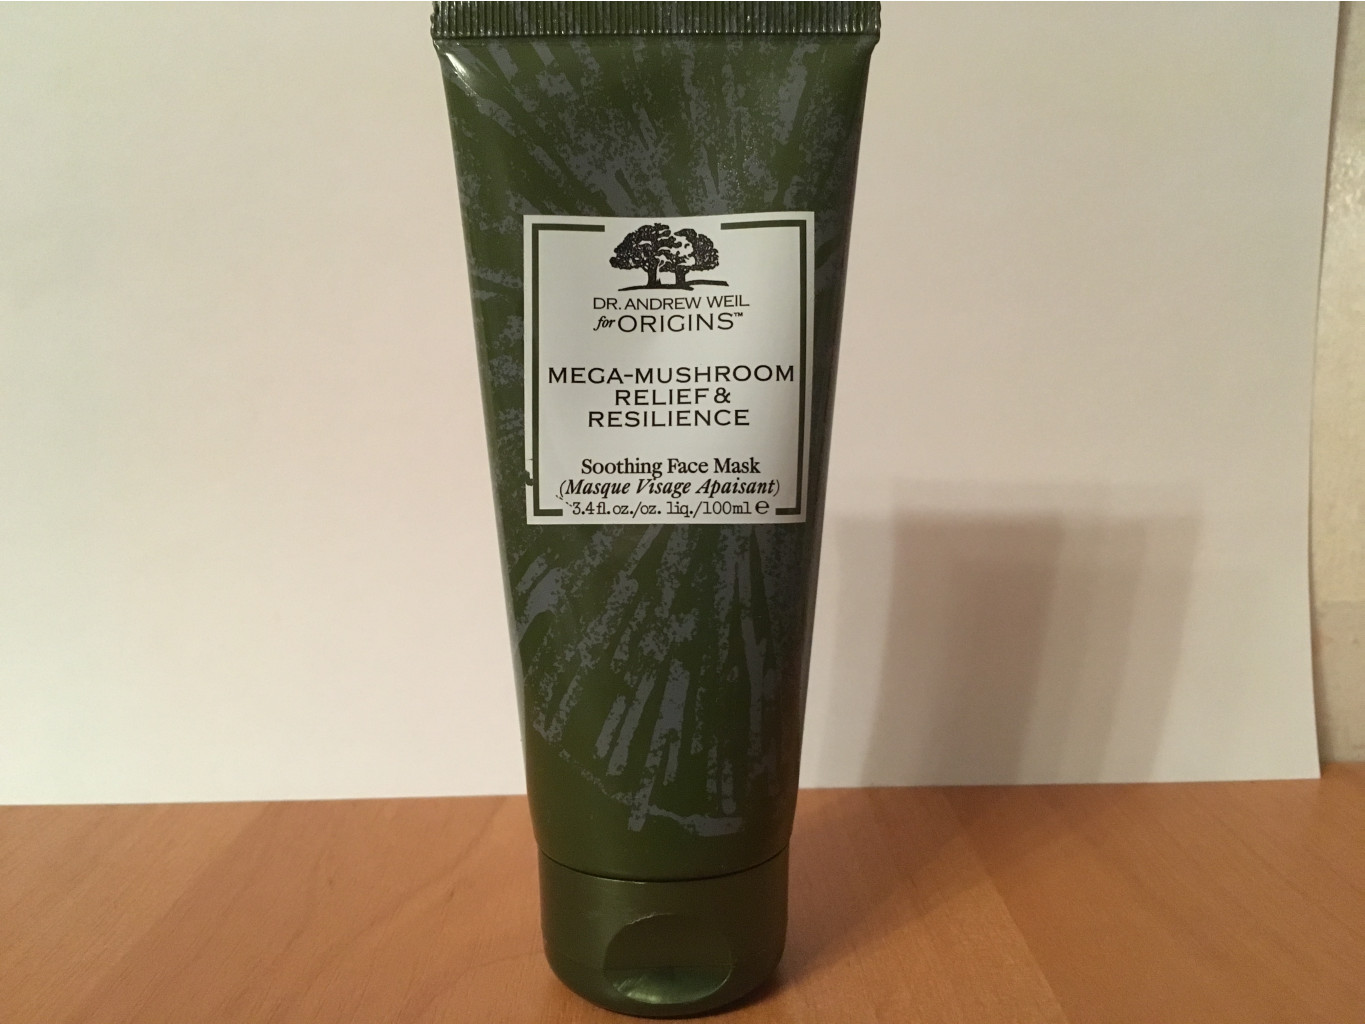 DR. ANDREW WEIL
for ORIGINS™
MEGA-MUSHROOM
RELIEF &
RESILIENCE
Soothing Face Mask
(Masque Visage Apaisant)
3.4 fl. oz./oz. liq./100ml ℮